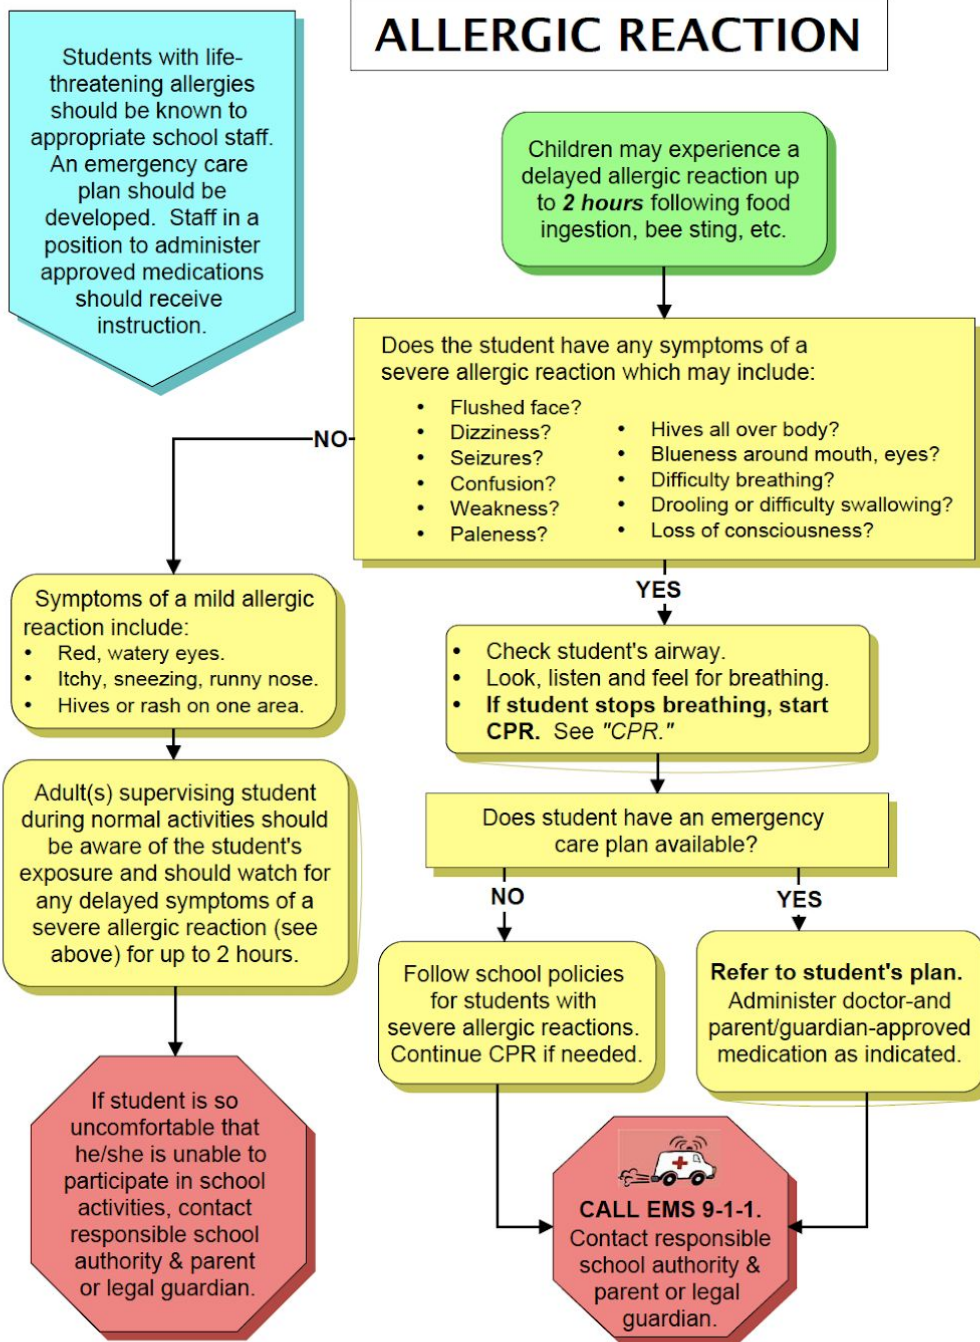 ALLERGIC REACTION
Students with life-
threatening allergies
should be known to
appropriate school staff.
An emergency care
plan should be
developed.  Staff in a
position to administer
approved medications
should receive
instruction.
Children may experience a
delayed allergic reaction up
to 2 hours following food
ingestion, bee sting, etc.
Does the student have any symptoms of a
severe allergic reaction which may include:
• Flushed face?
• Dizziness?
• Seizures?
• Confusion?
• Weakness?
• Paleness?
• Hives all over body?
• Blueness around mouth, eyes?
• Difficulty breathing?
• Drooling or difficulty swallowing?
• Loss of consciousness?
NO
Symptoms of a mild allergic
reaction include:
• Red, watery eyes.
• Itchy, sneezing, runny nose.
• Hives or rash on one area.
Adult(s) supervising student
during normal activities should
be aware of the student's
exposure and should watch for
any delayed symptoms of a
severe allergic reaction (see
above) for up to 2 hours.
If student is so
uncomfortable that
he/she is unable to
participate in school
activities, contact
responsible school
authority & parent
or legal guardian.
YES
• Check student's airway.
• Look, listen and feel for breathing.
• If student stops breathing, start
CPR.  See "CPR."
Does student have an emergency
care plan available?
NO
Follow school policies
for students with
severe allergic reactions.
Continue CPR if needed.
YES
Refer to student's plan.
Administer doctor-and
parent/guardian-approved
medication as indicated.
CALL EMS 9-1-1.
Contact responsible
school authority &
parent or legal
guardian.